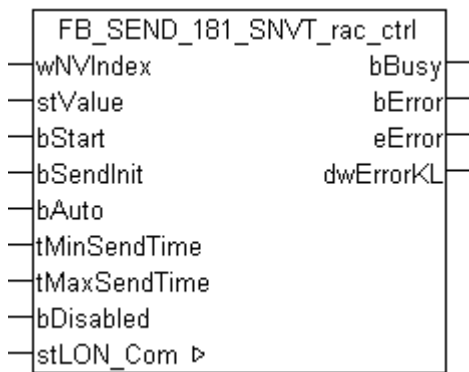 FB_SEND_181_SNVT_rac_ctrl
wNVIndex bBusy
stValue bError
bStart eError
bSendInit dwErrorKL
bAuto
tMinSendTime
tMaxSendTime
bDisabled
stLON_Com ▷